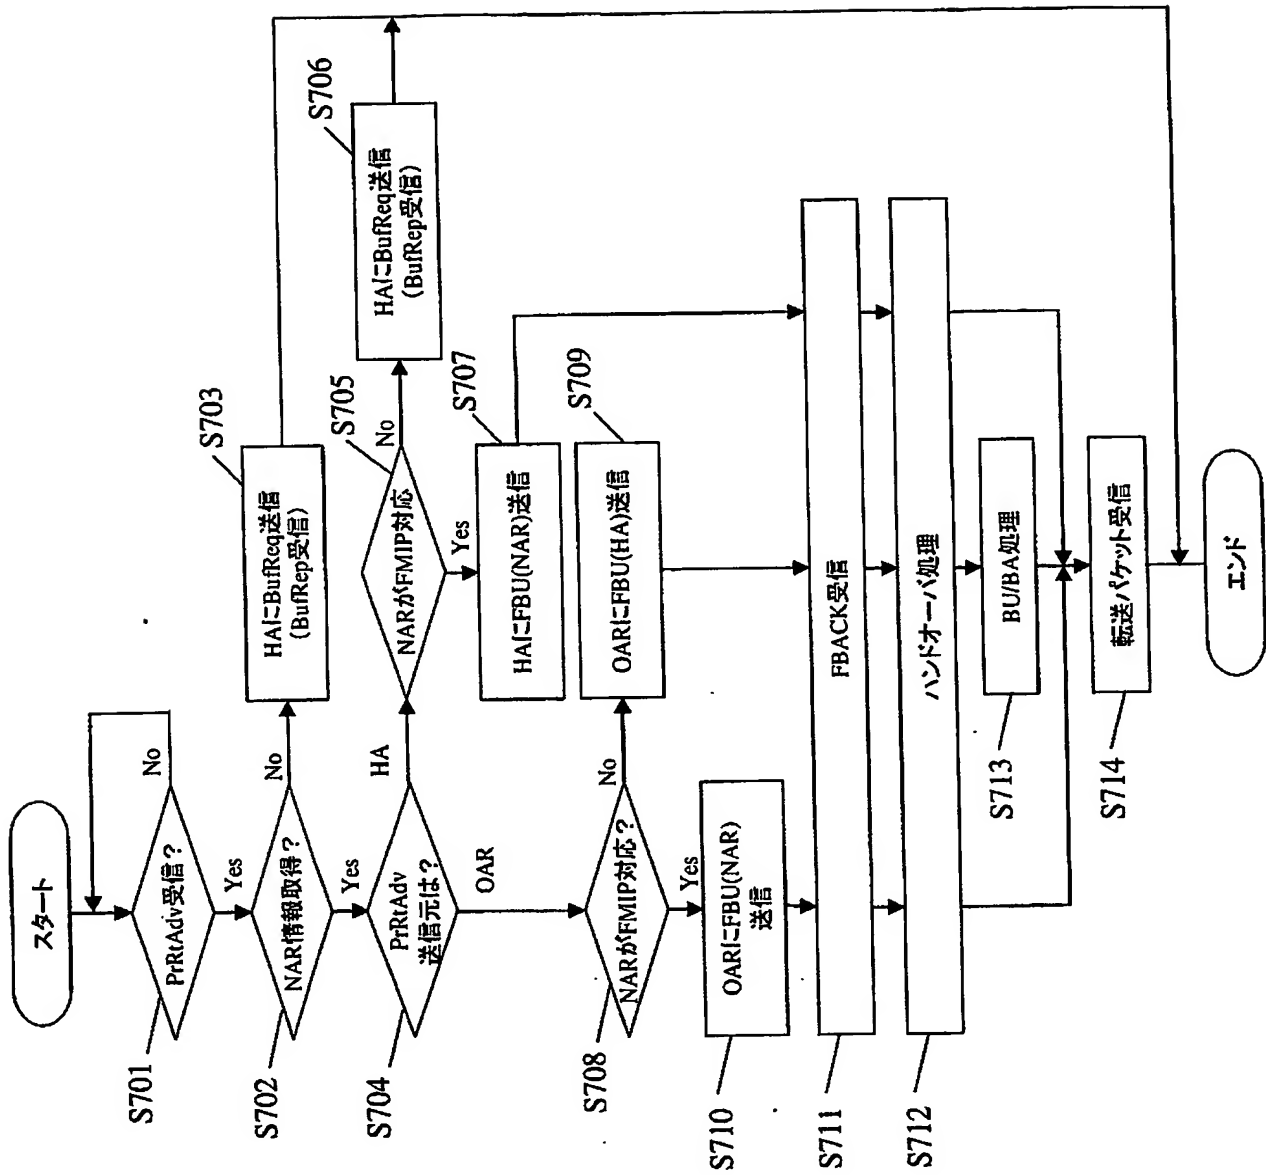 スタート
S701
PrRtAdv受信？
No
Yes
S702
NAR情報取得？
No
Yes
S703
HAにBufReq送信
（BufRep受信）
S704
PrRtAdv
送信元は？
HA
OAR
S705
NARがFMIP対応
No
Yes
S706
HAにBufReq送信
（BufRep受信）
S707
HAにFBU(NAR)送信
S708
NARがFMIP対応？
No
Yes
S709
OARにFBU(HA)送信
S710
OARにFBU(NAR)
送信
S711
FBACK受信
S712
ハンドオーバ処理
S713
BU/BA処理
S714
転送パケット受信
エンド